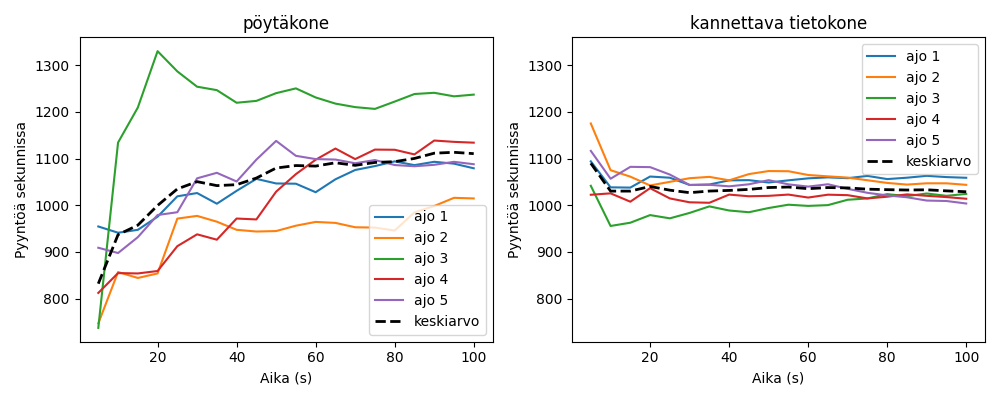 pöytäkone
Pyyntöä sekunnissa
1300
1200
1100
1000
900
800
20
40
60
80
100
Aika (s)
ajo 1
ajo 2
ajo 3
ajo 4
ajo 5
keskiarvo
kannettava tietokone
Pyyntöä sekunnissa
1300
1200
1100
1000
900
800
20
40
60
80
100
Aika (s)
ajo 1
ajo 2
ajo 3
ajo 4
ajo 5
keskiarvo